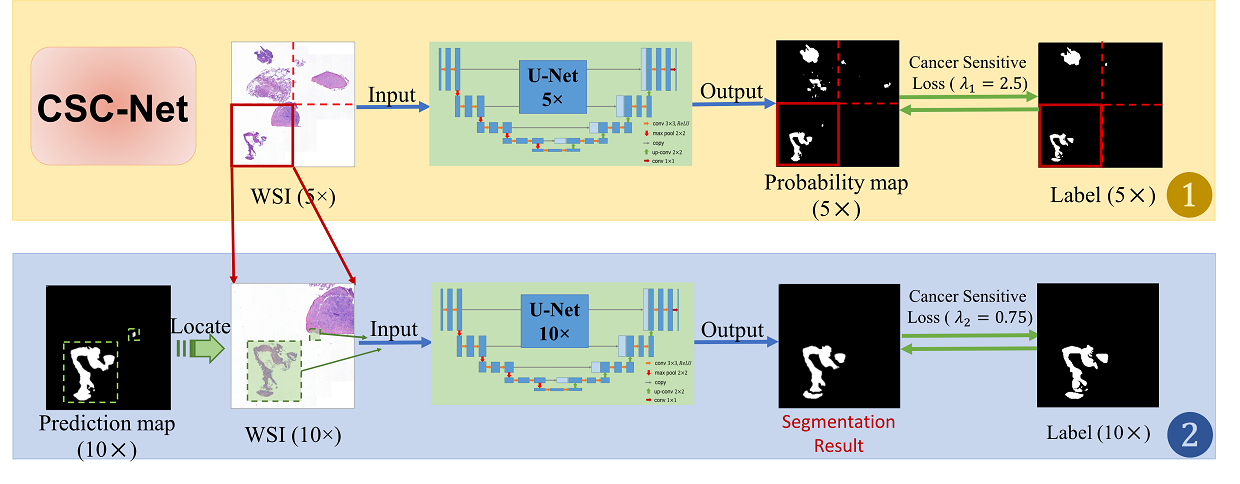 CSC-Net
WSI (5×)
Input
U-Net
5×
conv 3×3, ReLU
max pool 2×2
copy
up-conv 2×2
conv 1×1
Output
Probability map
(5×)
Cancer Sensitive
Loss ( λ₁ = 2.5)
Label (5×)
1
Prediction map
(10×)
Locate
WSI (10×)
Input
U-Net
10×
conv 3×3, ReLU
max pool 2×2
copy
up-conv 2×2
conv 1×1
Output
Segmentation
Result
Cancer Sensitive
Loss ( λ₂ = 0.75)
Label (10×)
2